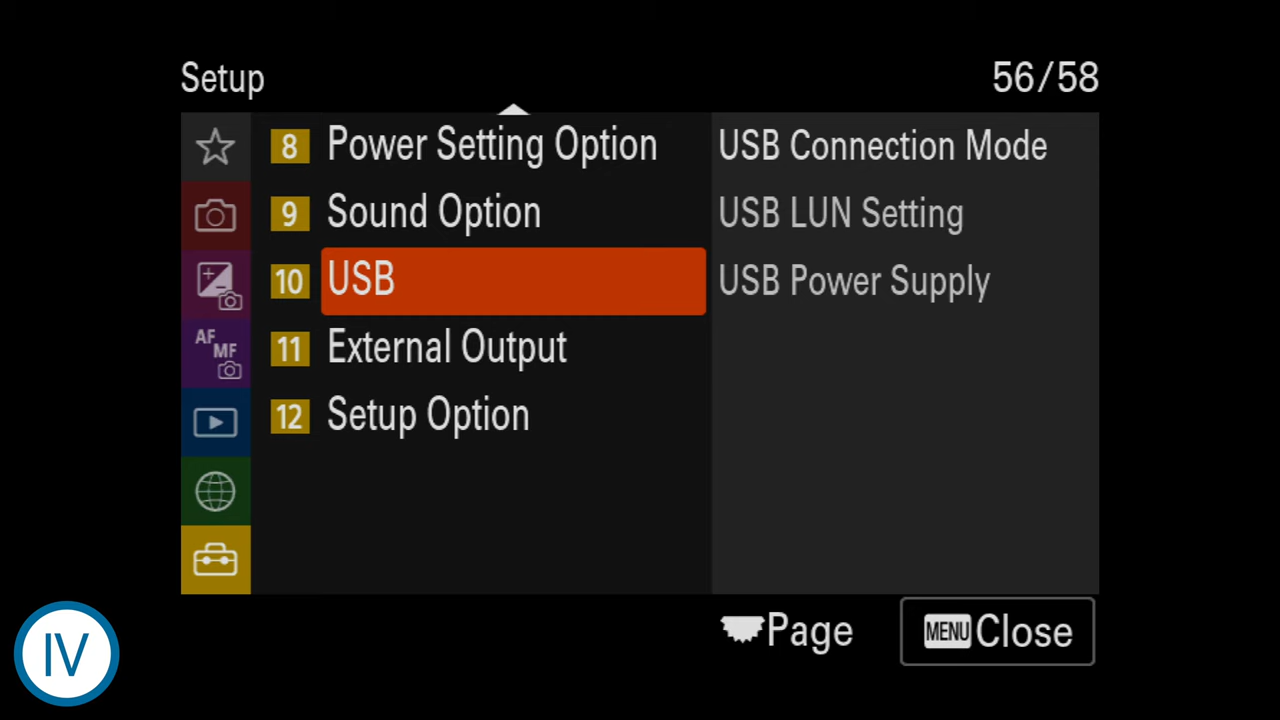 Setup 56/58
8 Power Setting Option
9 Sound Option
10 USB
11 External Output
12 Setup Option
USB Connection Mode
USB LUN Setting
USB Power Supply
AF
MF
Page MENU Close
IV